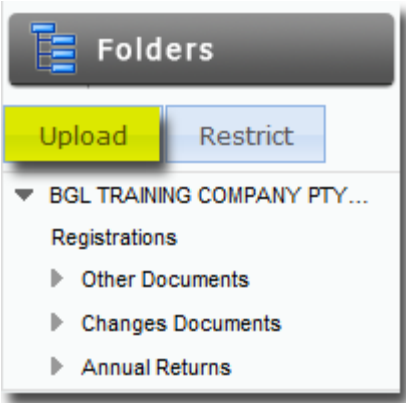 Folders
Upload Restrict
BGL TRAINING COMPANY PTY...
Registrations
Other Documents
Changes Documents
Annual Returns